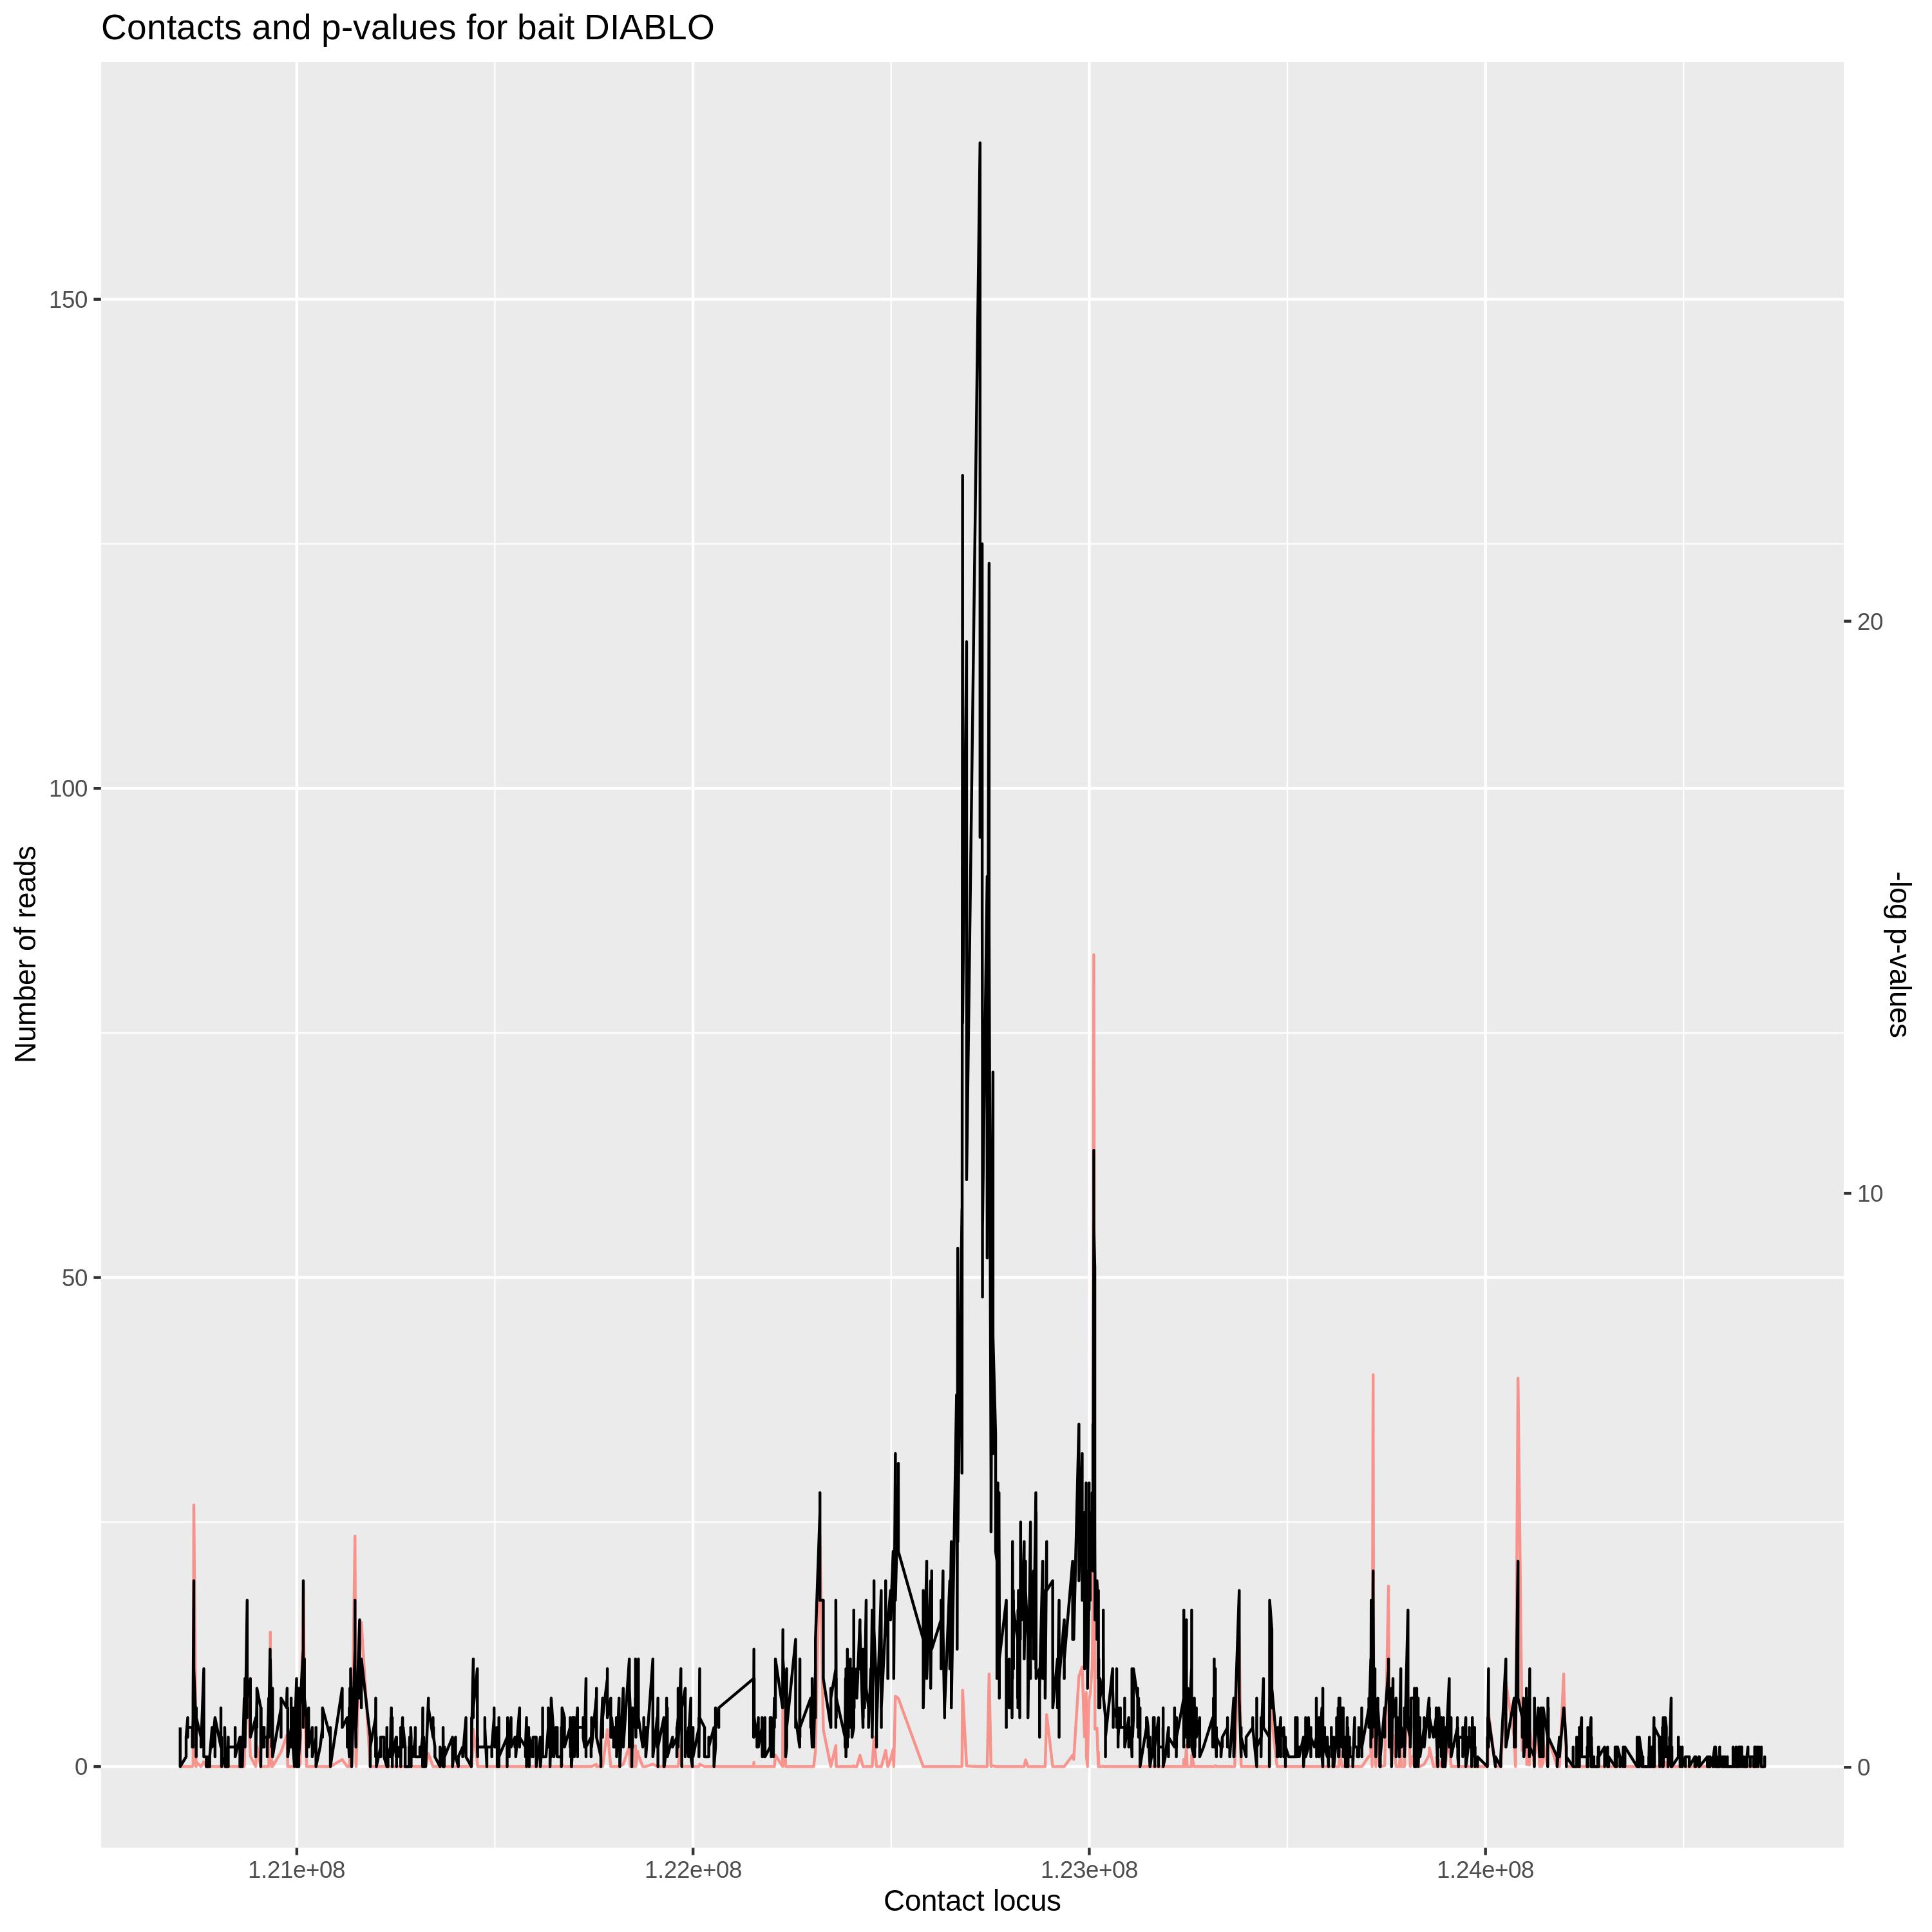 Contacts and p-values for bait DIABLO
150
100
50
0
Number of reads
20
10
0
-log p-values
1.21e+08
1.22e+08
1.23e+08
1.24e+08
Contact locus